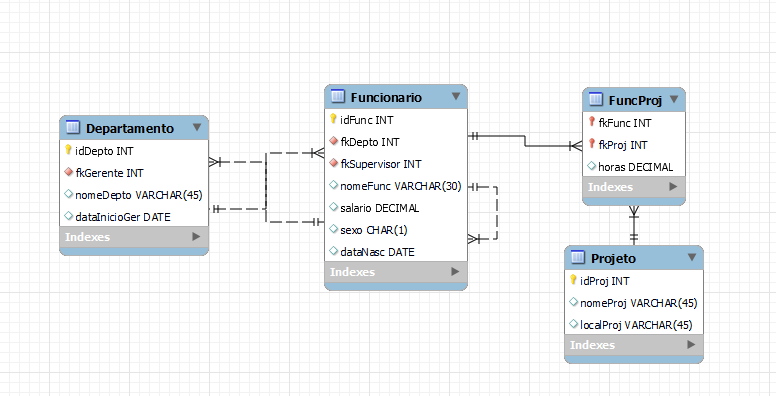 Departamento
idDepto INT
fkGerente INT
nomeDepto VARCHAR(45)
dataInicioGer DATE
Indexes
Funcionario
idFunc INT
fkDepto INT
fkSupervisor INT
nomeFunc VARCHAR(30)
salario DECIMAL
sexo CHAR(1)
dataNasc DATE
Indexes
FuncProj
fkFunc INT
fkProj INT
horas DECIMAL
Indexes
Projeto
idProj INT
nomeProj VARCHAR(45)
localProj VARCHAR(45)
Indexes